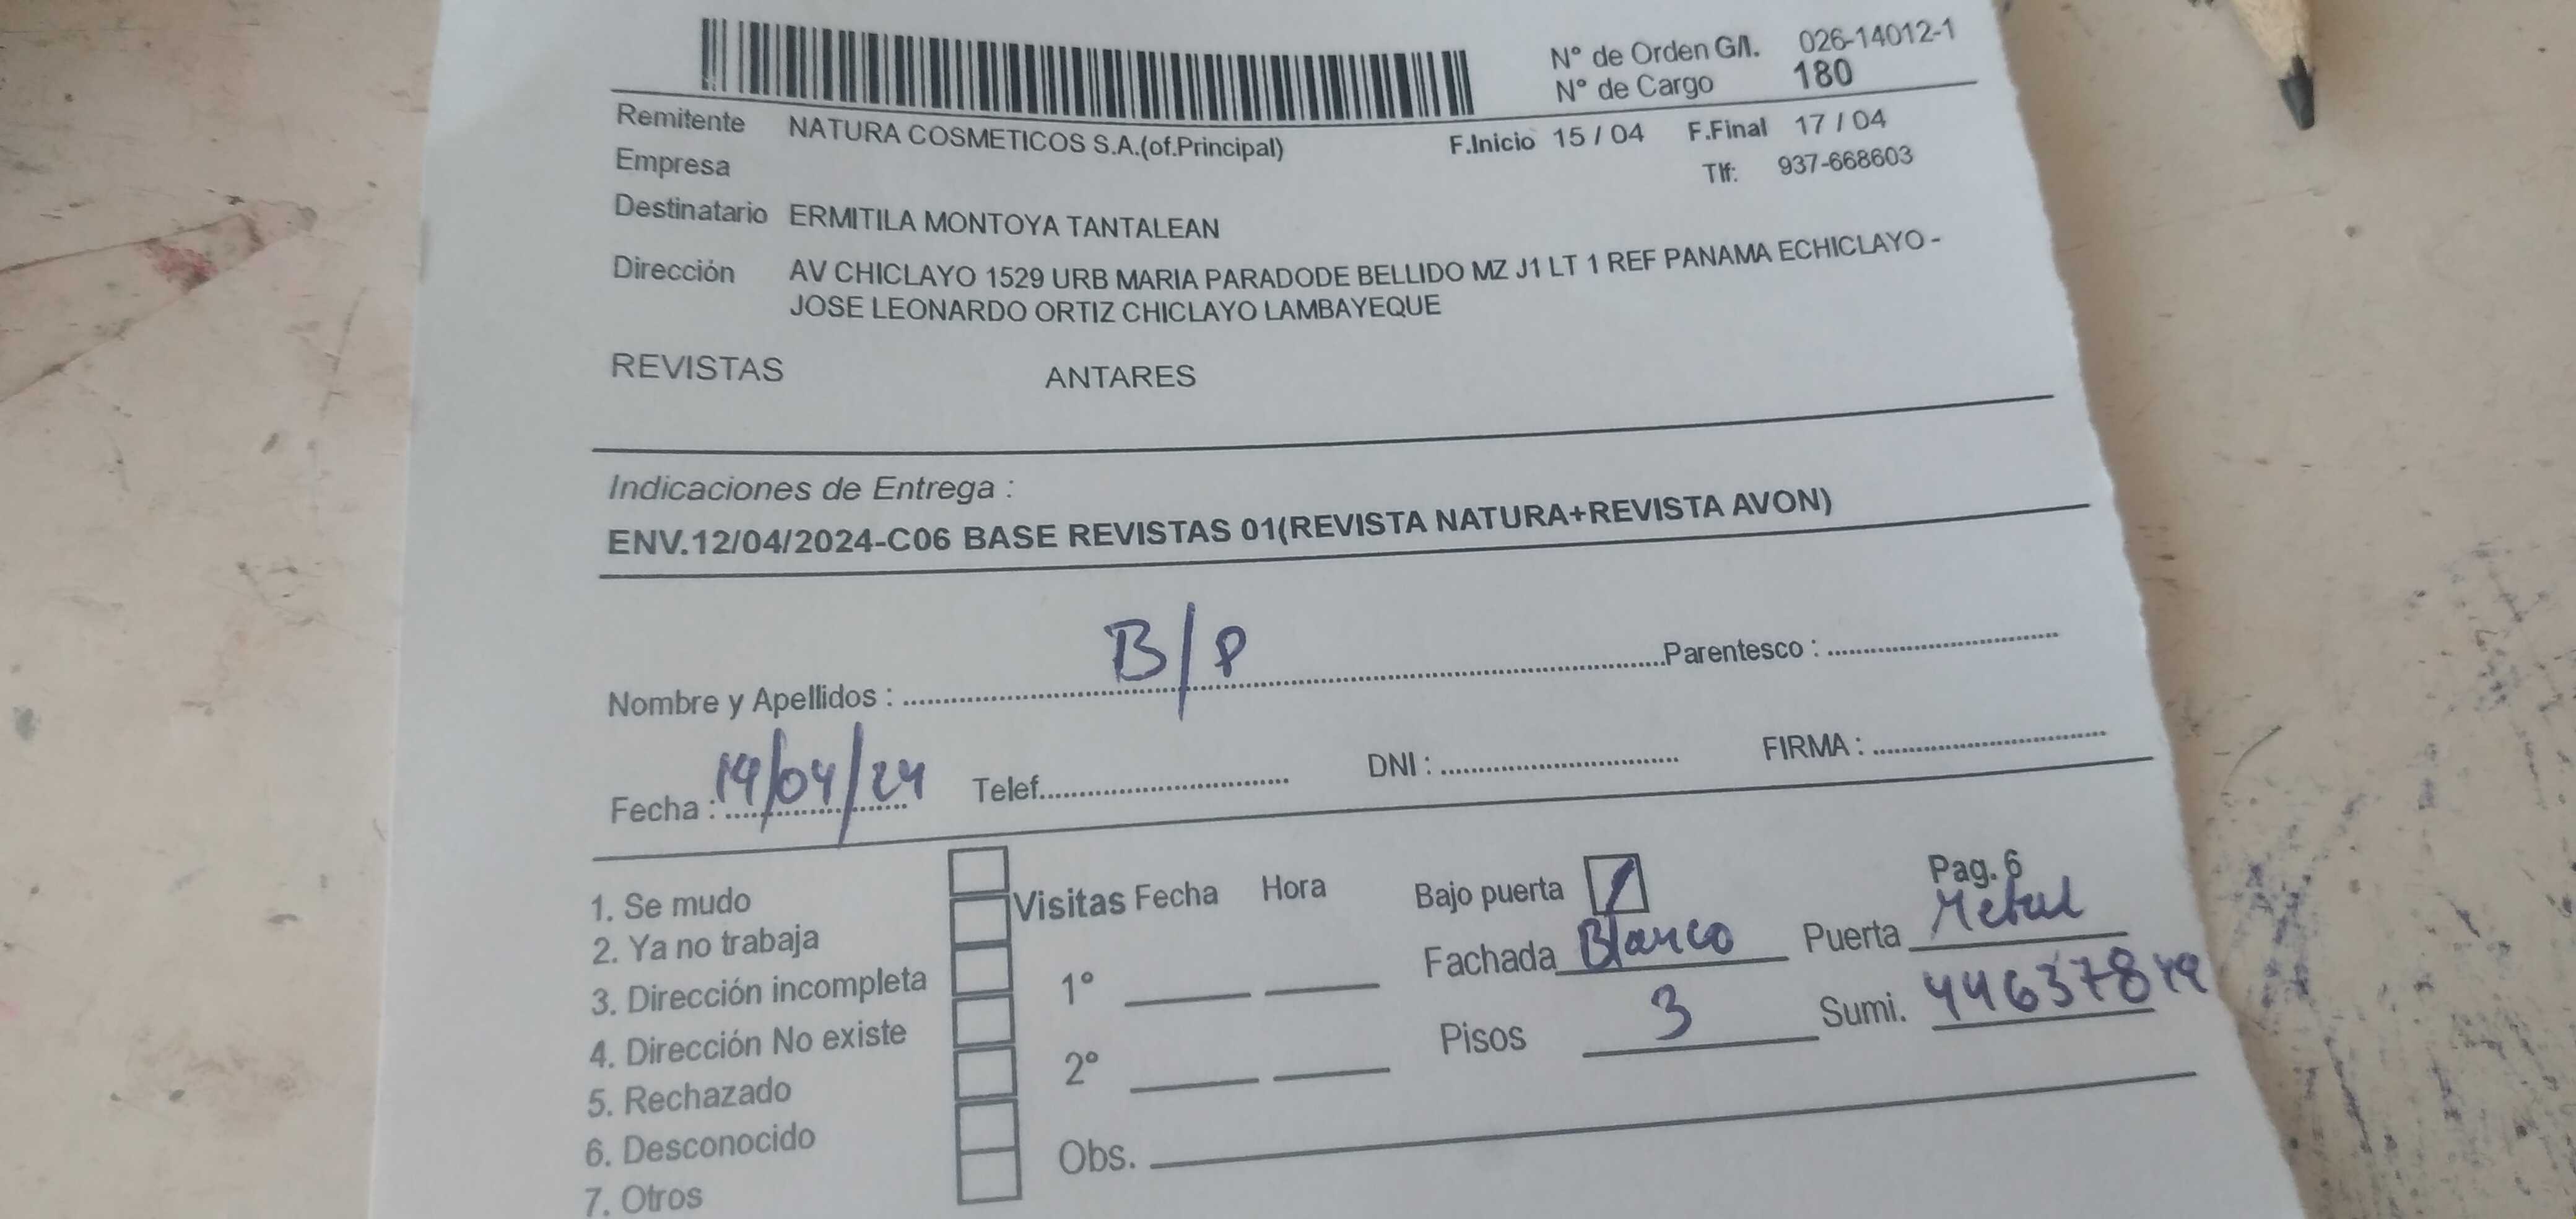 N° de Orden G/I. 026-14012-1
N° de Cargo 180
Remitente NATURA COSMETICOS S.A.(of.Principal) F.Inicio 15 / 04 F.Final 17 / 04
Empresa Tlf: 937-668603
Destinatario ERMITILA MONTOYA TANTALEAN
Dirección AV CHICLAYO 1529 URB MARIA PARADODE BELLIDO MZ J1 LT 1 REF PANAMA ECHICLAYO -
JOSE LEONARDO ORTIZ CHICLAYO LAMBAYEQUE
REVISTAS ANTARES
Indicaciones de Entrega :
ENV.12/04/2024-C06 BASE REVISTAS 01(REVISTA NATURA+REVISTA AVON)
Nombre y Apellidos : B/P Parentesco :
Fecha : 19/04/24 Telef. DNI : FIRMA :
Pag. 6
1. Se mudo Visitas Fecha Hora Bajo puerta
2. Ya no trabaja Fachada Blanco Puerta Metal
3. Dirección incompleta 1°
4. Dirección No existe Pisos 3 Sumi.
5. Rechazado 2°
6. Desconocido Obs.
7. Otros